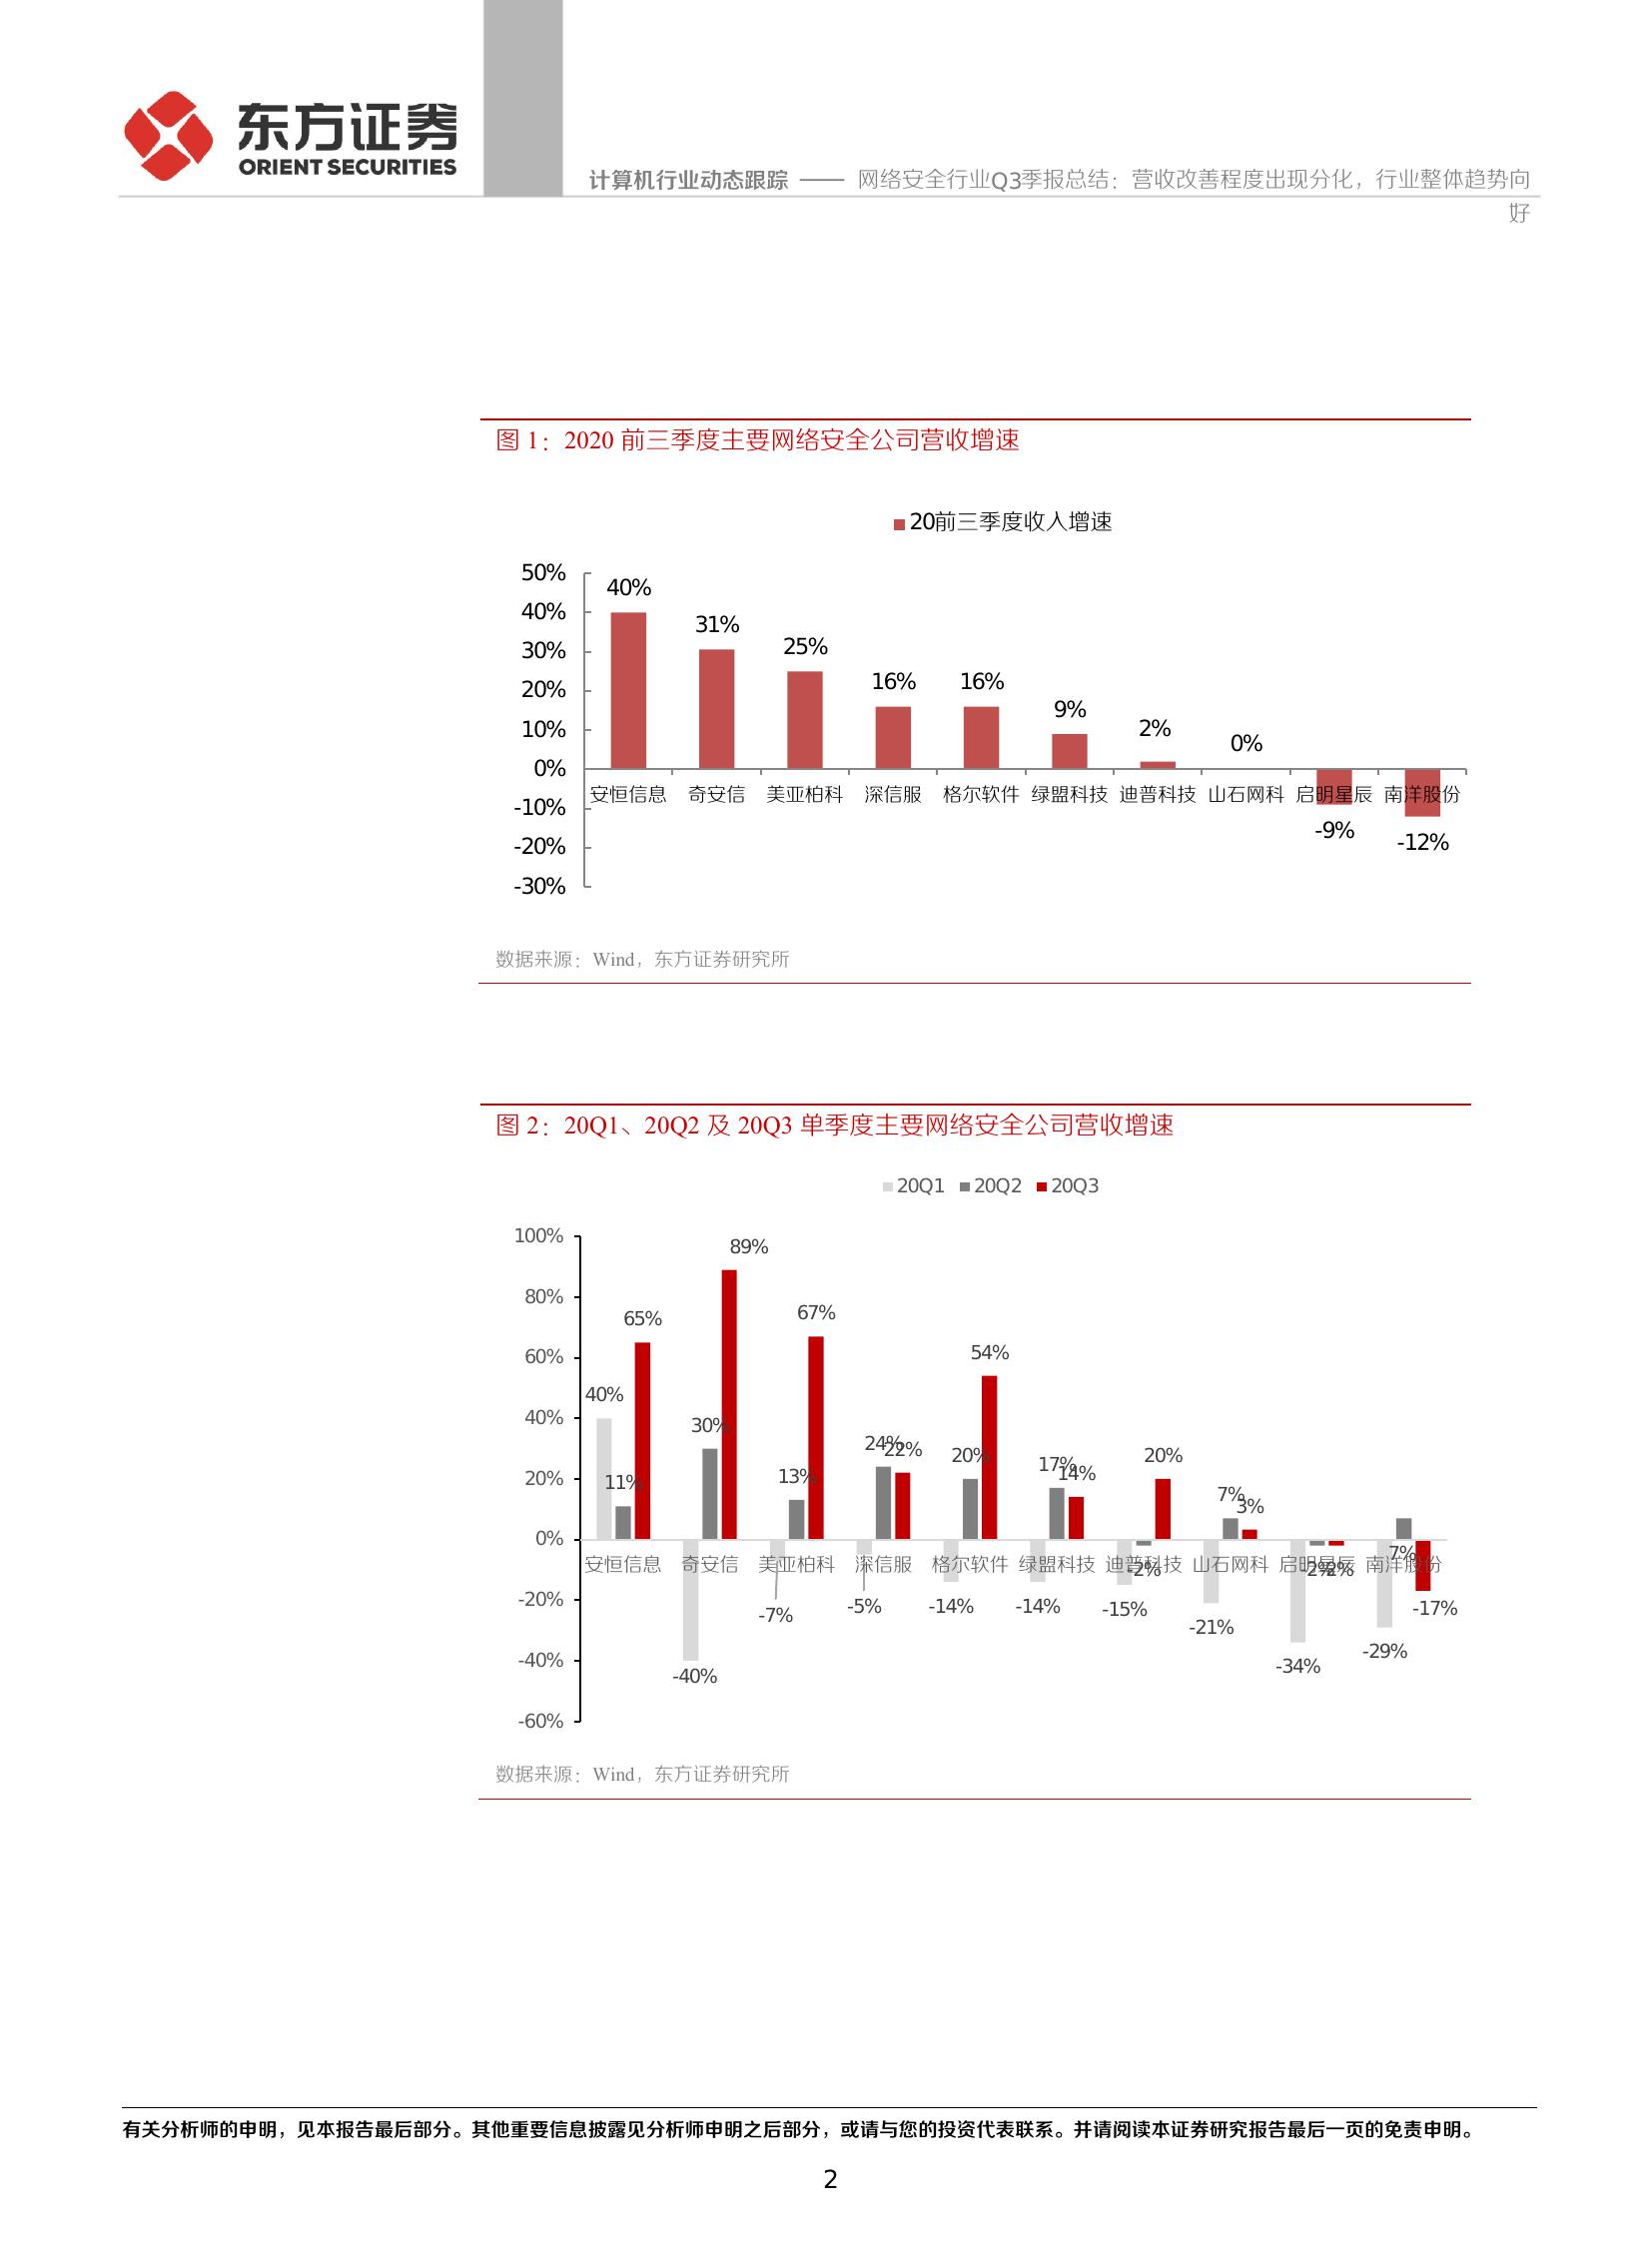 东方证券
ORIENT SECURITIES
计算机行业动态跟踪 —— 网络安全行业Q3季报总结：营收改善程度出现分化，行业整体趋势向
好
图 1：2020 前三季度主要网络安全公司营收增速
20前三季度收入增速
50%
40%
30%
20%
10%
0%
-10%
-20%
-30%
40% 31% 25% 16% 16% 9% 2% 0% -9% -12%
安恒信息 奇安信 美亚柏科 深信服 格尔软件 绿盟科技 迪普科技 山石网科 启明星辰 南洋股份
数据来源：Wind，东方证券研究所
图 2：20Q1、20Q2 及 20Q3 单季度主要网络安全公司营收增速
20Q1 20Q2 20Q3
100%
80%
60%
40%
20%
0%
-20%
-40%
-60%
40% -40% -7% -5% -14% -14% -15% -21% -34% -29%
11% 30% 13% 24% 20% 17% -2% 7% -2% 7%
65% 89% 67% 22% 54% 14% 20% 3% -2% -17%
安恒信息 奇安信 美亚柏科 深信服 格尔软件 绿盟科技 迪普科技 山石网科 启明星辰 南洋股份
数据来源：Wind，东方证券研究所
有关分析师的申明，见本报告最后部分。其他重要信息披露见分析师申明之后部分，或请与您的投资代表联系。并请阅读本证券研究报告最后一页的免责申明。
2